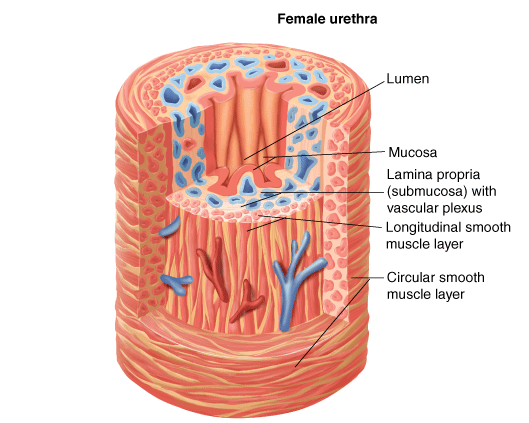 Female urethra
Lumen
Mucosa
Lamina propria
(submucosa) with
vascular plexus
Longitudinal smooth
muscle layer
Circular smooth
muscle layer